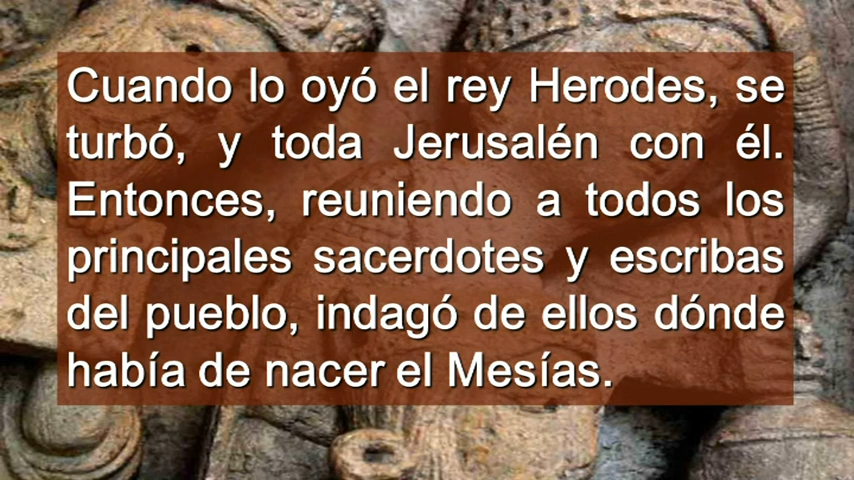 Cuando lo oyó el rey Herodes, se
turbó, y toda Jerusalén con él.
Entonces, reuniendo a todos los
principales sacerdotes y escribas
del pueblo, indagó de ellos dónde
había de nacer el Mesías.